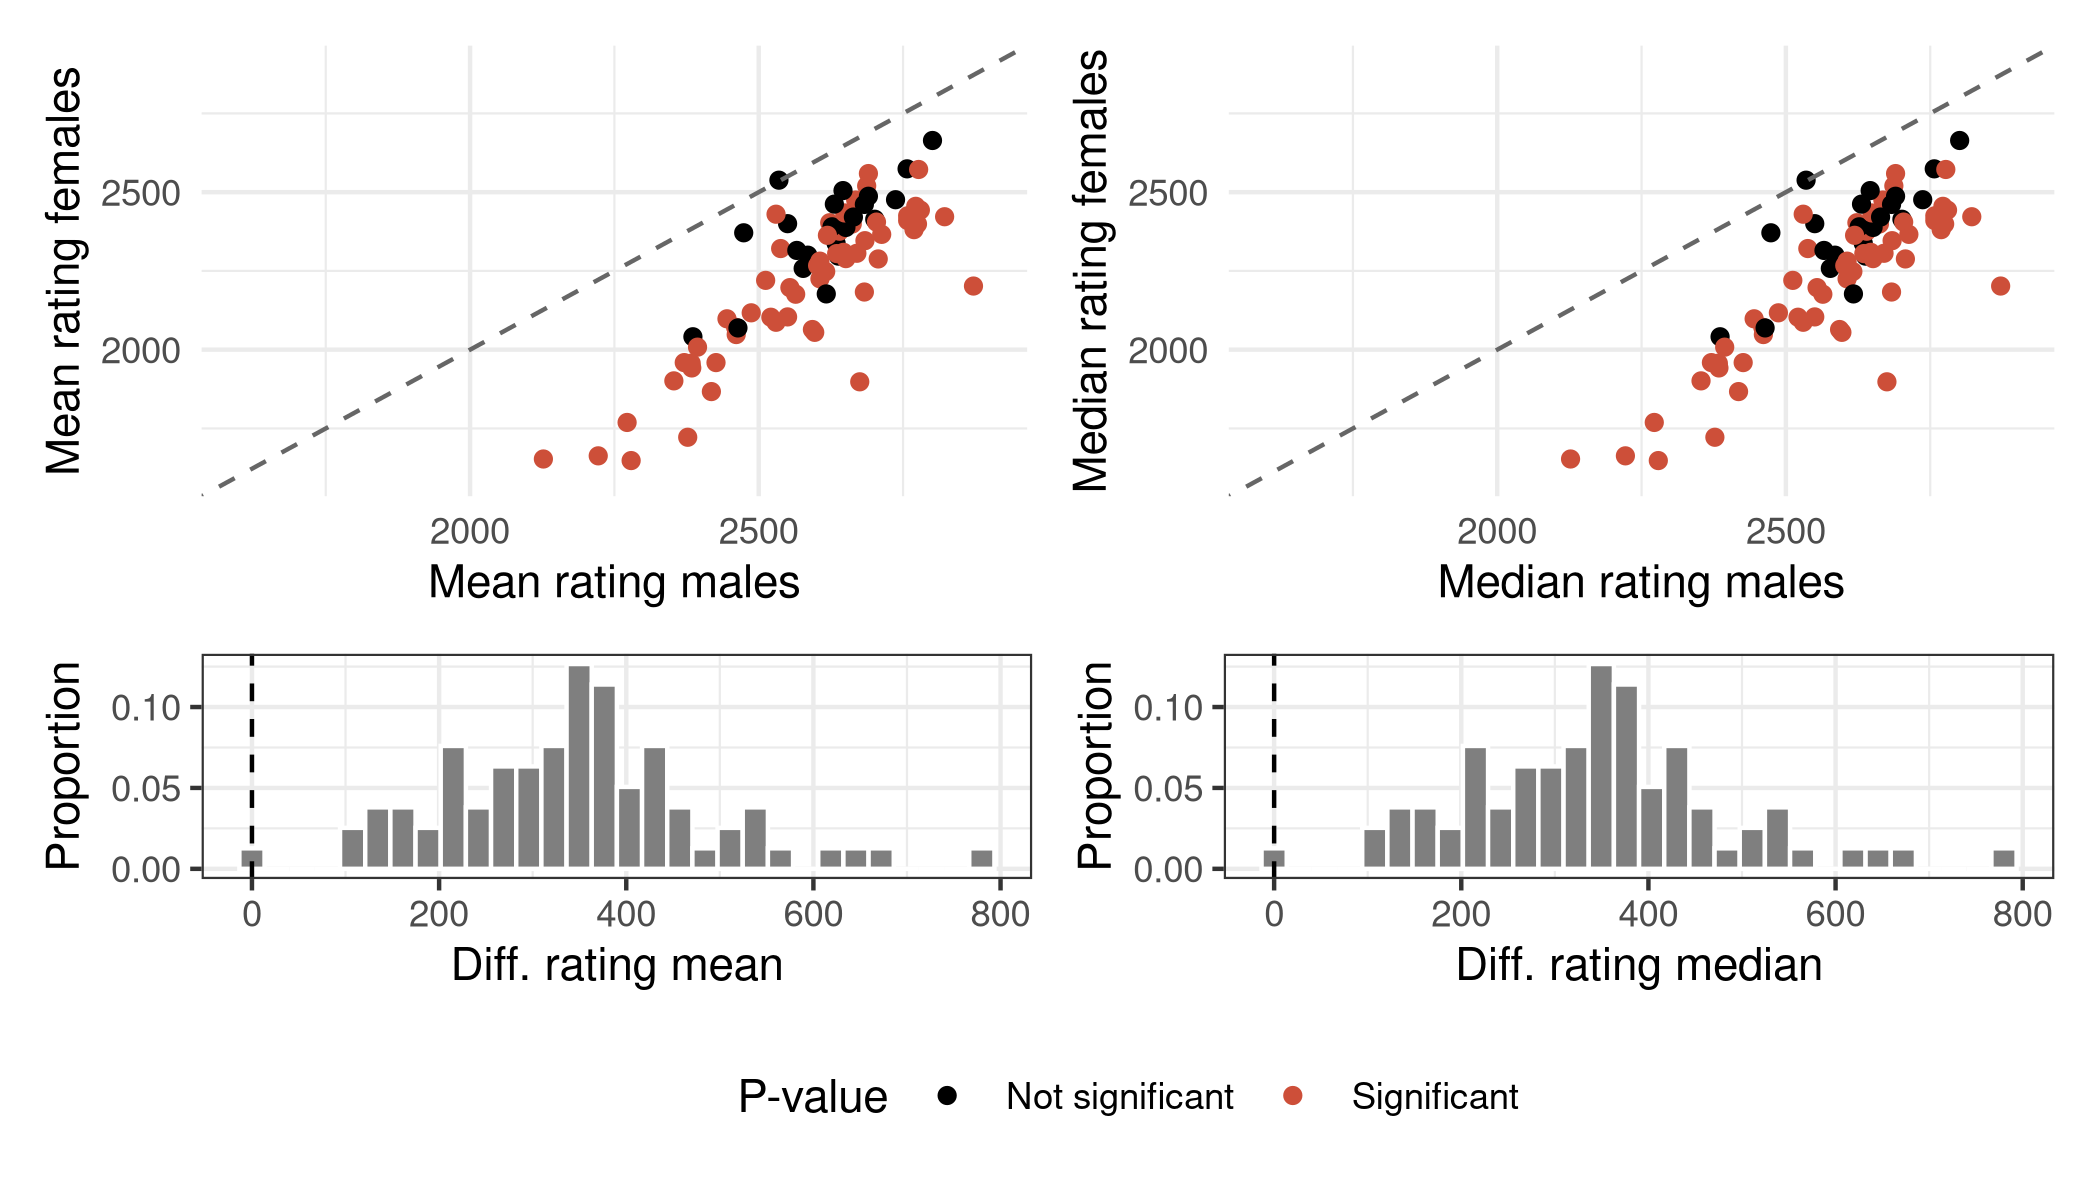 Mean rating females
2500
2000
2000 2500
Mean rating males
Median rating females
2500
2000
2000 2500
Median rating males
Proportion
0.10
0.05
0.00
0 200 400 600 800
Diff. rating mean
Proportion
0.10
0.05
0.00
0 200 400 600 800
Diff. rating median
P-value Not significant Significant